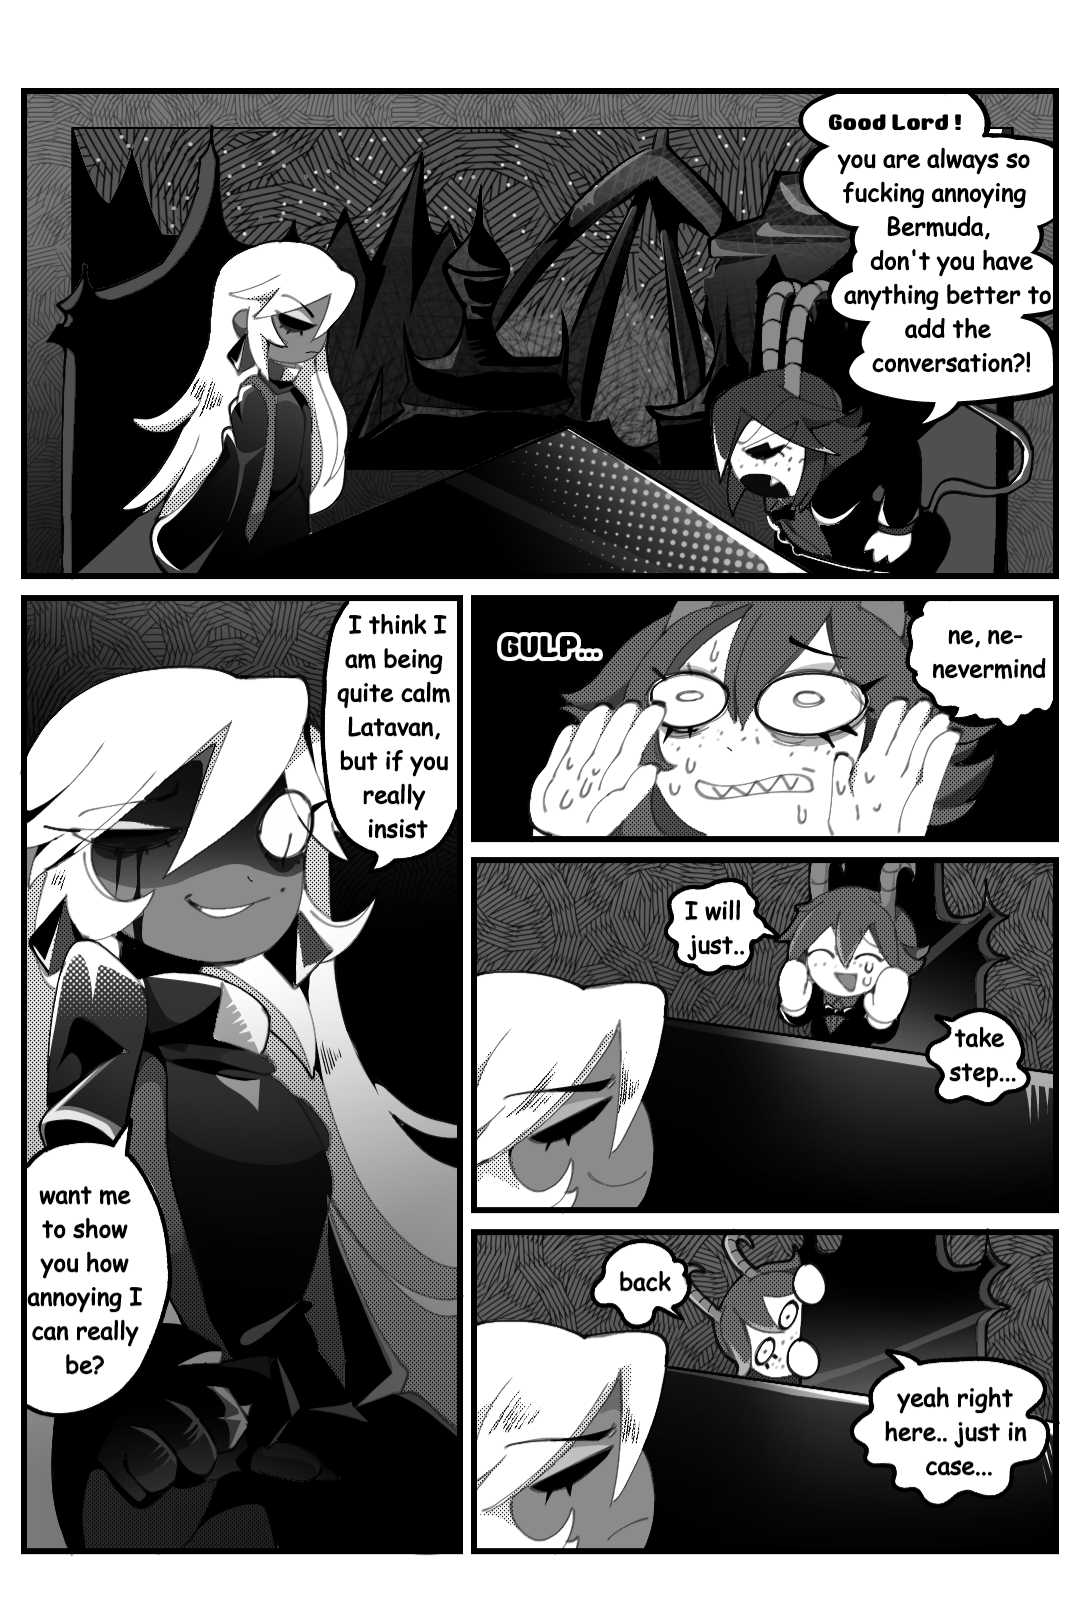 Good Lord !
you are always so
fucking annoying
Bermuda,
don't you have
anything better to
add the
conversation?!
I think I
am being
quite calm
Latavan,
but if you
really
insist
want me
to show
you how
annoying I
can really
be?
GULP...
ne, ne-
nevermind
I will
just..
take
step...
back
yeah right
here.. just in
case...